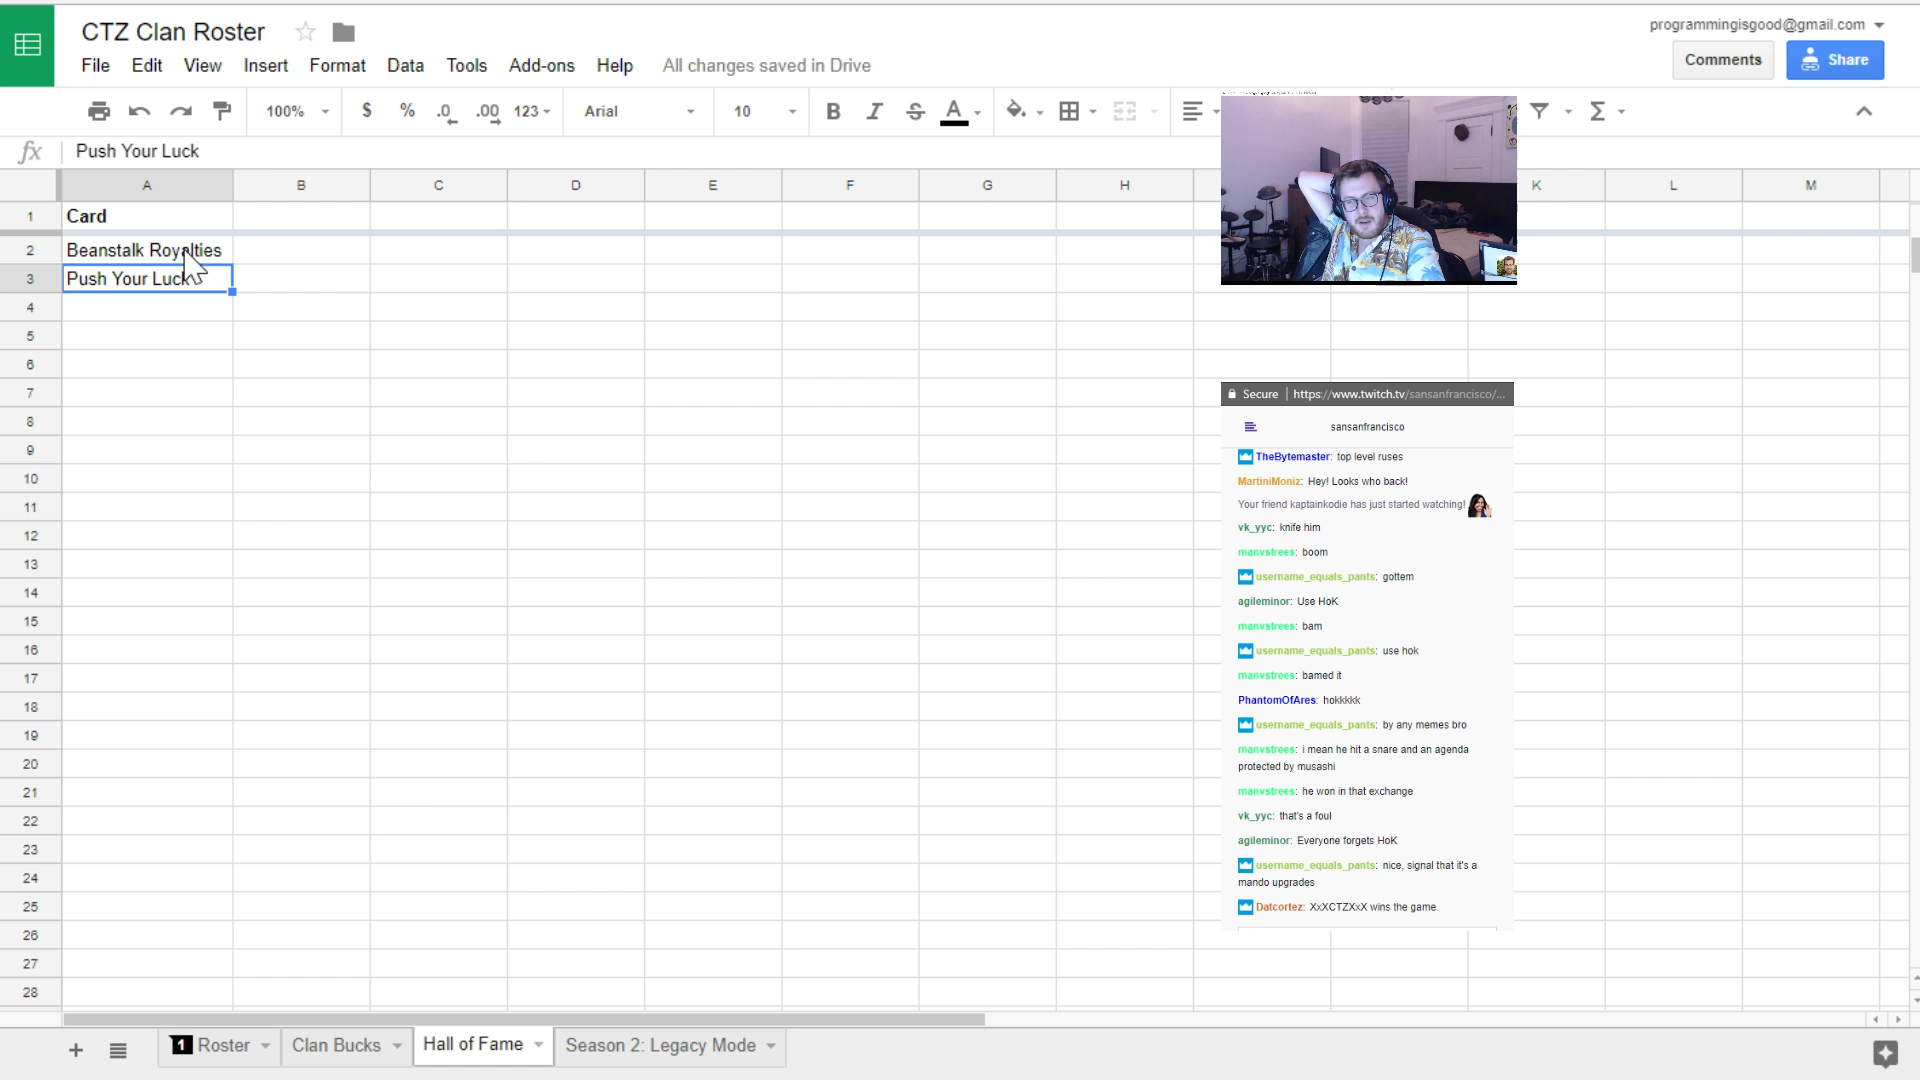 CTZ Clan Roster
programmingisgood@gmail.com
File Edit View Insert Format Data Tools Add-ons Help All changes saved in Drive
Comments Share
100% $ % .0 .00 123 Arial 10 B I S A Σ
fx Push Your Luck
A B C D E F G H K L M
1 Card
2 Beanstalk Royalties
3 Push Your Luck
4
5
6
7
8
9
10
11
12
13
14
15
16
17
18
19
20
21
22
23
24
25
26
27
28
Secure | https://www.twitch.tv/sansanfrancisco/...
sansanfrancisco
TheBytemaster: top level ruses
MartiniMoniz: Hey! Looks who back!
Your friend kaptainkodie has just started watching!
vk_yyc: knife him
manvstrees: boom
username_equals_pants: gottem
agileminor: Use HoK
manvstrees: bam
username_equals_pants: use hok
manvstrees: bamed it
PhantomOfAres: hokkkkk
username_equals_pants: by any memes bro
manvstrees: i mean he hit a snare and an agenda
protected by musashi
manvstrees: he won in that exchange
vk_yyc: that's a foul
agileminor: Everyone forgets HoK
username_equals_pants: nice, signal that it's a
mando upgrades
Datcortez: XxXCTZXxX wins the game.
1 Roster Clan Bucks Hall of Fame Season 2: Legacy Mode